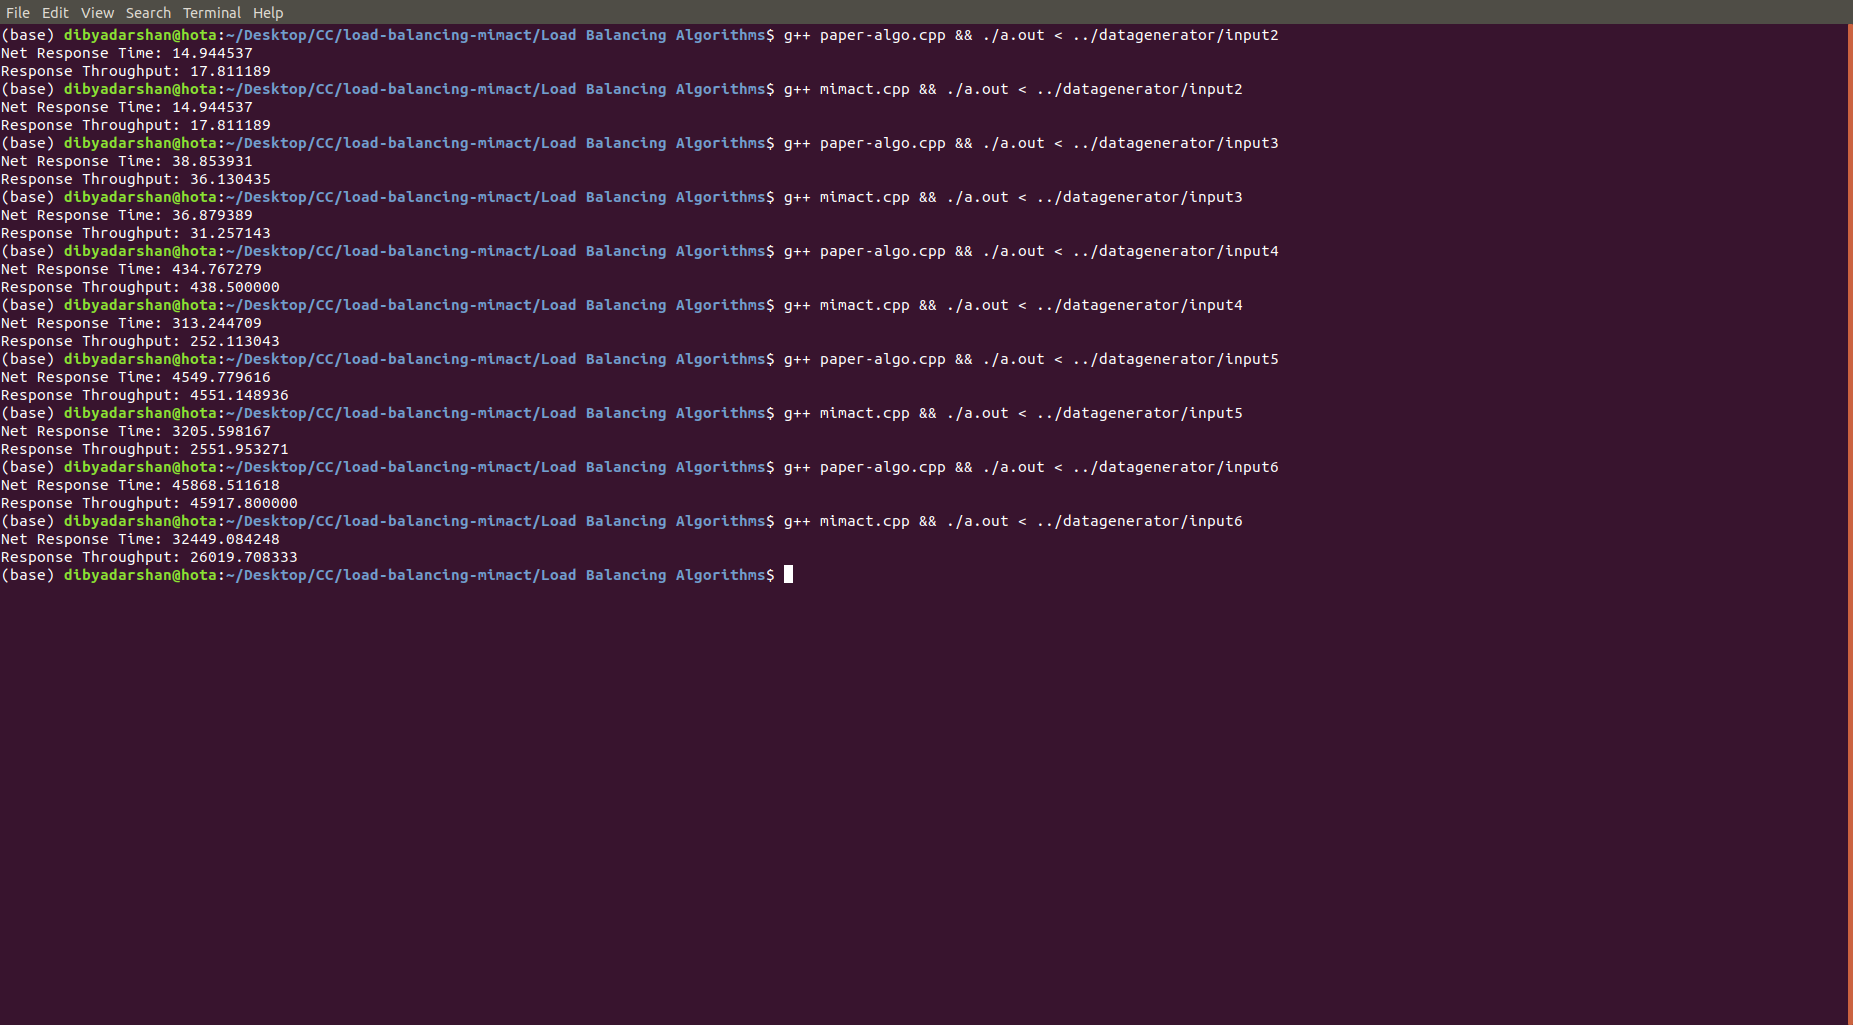 File Edit View Search Terminal Help
(base) dibyadarshan@hota:~/Desktop/CC/load-balancing-mimact/Load Balancing Algorithms$ g++ paper-algo.cpp && ./a.out < ../datagenerator/input2
Net Response Time: 14.944537
Response Throughput: 17.811189
(base) dibyadarshan@hota:~/Desktop/CC/load-balancing-mimact/Load Balancing Algorithms$ g++ mimact.cpp && ./a.out < ../datagenerator/input2
Net Response Time: 14.944537
Response Throughput: 17.811189
(base) dibyadarshan@hota:~/Desktop/CC/load-balancing-mimact/Load Balancing Algorithms$ g++ paper-algo.cpp && ./a.out < ../datagenerator/input3
Net Response Time: 38.853931
Response Throughput: 36.130435
(base) dibyadarshan@hota:~/Desktop/CC/load-balancing-mimact/Load Balancing Algorithms$ g++ mimact.cpp && ./a.out < ../datagenerator/input3
Net Response Time: 36.879389
Response Throughput: 31.257143
(base) dibyadarshan@hota:~/Desktop/CC/load-balancing-mimact/Load Balancing Algorithms$ g++ paper-algo.cpp && ./a.out < ../datagenerator/input4
Net Response Time: 434.767279
Response Throughput: 438.500000
(base) dibyadarshan@hota:~/Desktop/CC/load-balancing-mimact/Load Balancing Algorithms$ g++ mimact.cpp && ./a.out < ../datagenerator/input4
Net Response Time: 313.244709
Response Throughput: 252.113043
(base) dibyadarshan@hota:~/Desktop/CC/load-balancing-mimact/Load Balancing Algorithms$ g++ paper-algo.cpp && ./a.out < ../datagenerator/input5
Net Response Time: 4549.779616
Response Throughput: 4551.148936
(base) dibyadarshan@hota:~/Desktop/CC/load-balancing-mimact/Load Balancing Algorithms$ g++ mimact.cpp && ./a.out < ../datagenerator/input5
Net Response Time: 3205.598167
Response Throughput: 2551.953271
(base) dibyadarshan@hota:~/Desktop/CC/load-balancing-mimact/Load Balancing Algorithms$ g++ paper-algo.cpp && ./a.out < ../datagenerator/input6
Net Response Time: 45868.511618
Response Throughput: 45917.800000
(base) dibyadarshan@hota:~/Desktop/CC/load-balancing-mimact/Load Balancing Algorithms$ g++ mimact.cpp && ./a.out < ../datagenerator/input6
Net Response Time: 32449.084248
Response Throughput: 26019.708333
(base) dibyadarshan@hota:~/Desktop/CC/load-balancing-mimact/Load Balancing Algorithms$